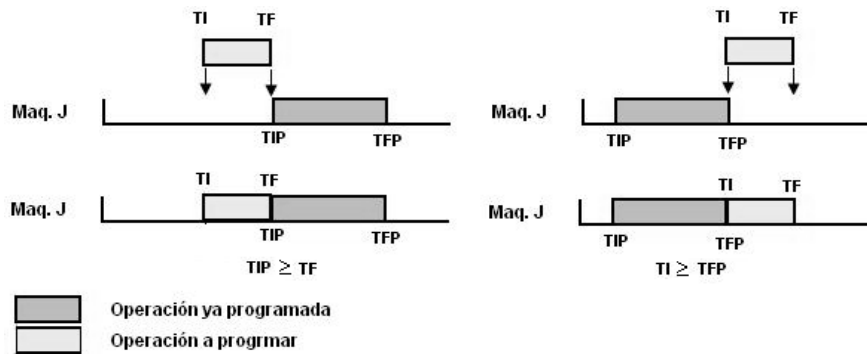 TI TF
Maq. J
TIP TFP
TI TF
Maq. J
TIP TFP
TIP ≥ TF
TI TF
Maq. J
TIP TFP
TI TF
Maq. J
TIP TFP
TI ≥ TFP
Operación ya programada
Operación a progrmar